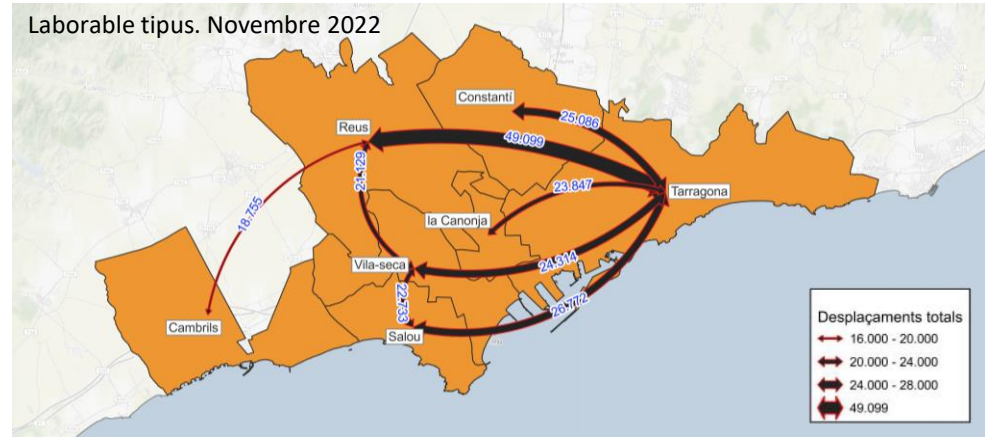 Laborable tipus. Novembre 2022
Constantí
25.086
Reus
49.099
21.129
23.847
Tarragona
18.755
la Canonja
Vila-seca
24.314
22.733
26.772
Cambrils
Salou
Desplaçaments totals
16.000 - 20.000
20.000 - 24.000
24.000 - 28.000
49.099